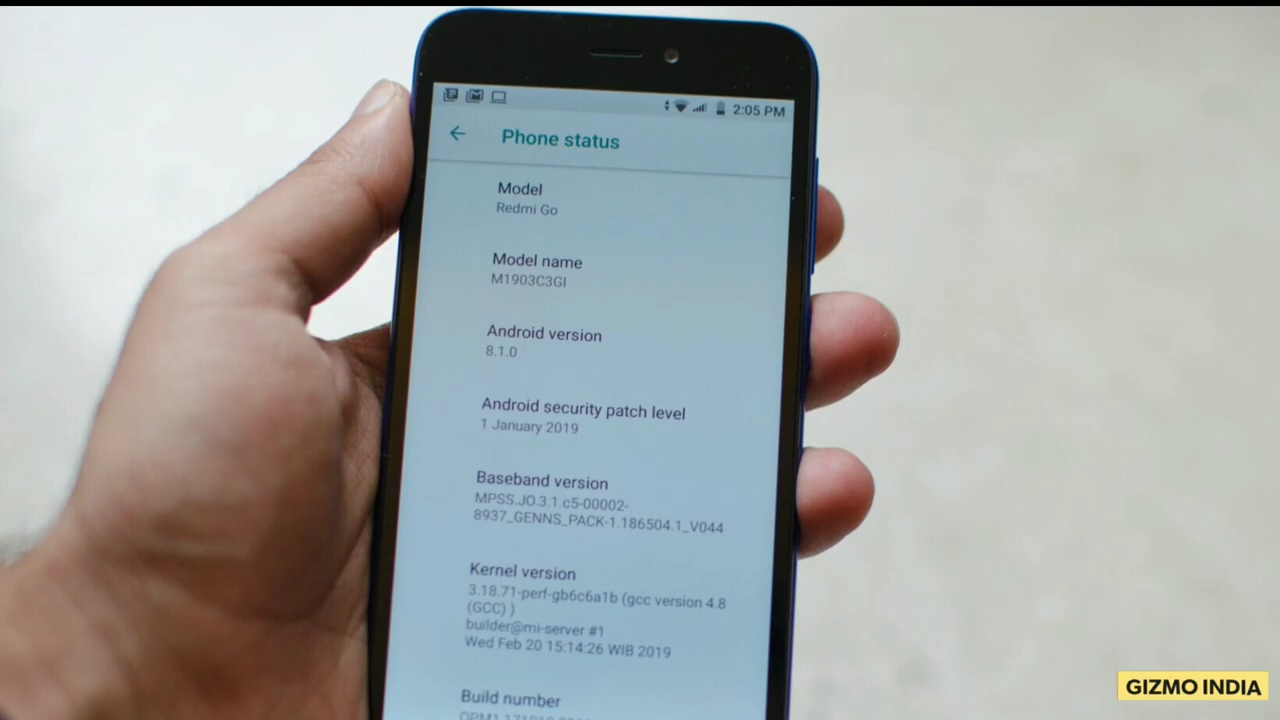 2:05 PM
Phone status
Model
Redmi Go
Model name
M1903C3GI
Android version
8.1.0
Android security patch level
1 January 2019
Baseband version
MPSS.JO.3.1.c5-00002-
8937_GENNS_PACK-1.186504.1_V044
Kernel version
3.18.71-perf-gb6c6a1b (gcc version 4.8
(GCC) )
builder@mi-server #1
Wed Feb 20 15:14:26 WIB 2019
Build number
GIZMO INDIA